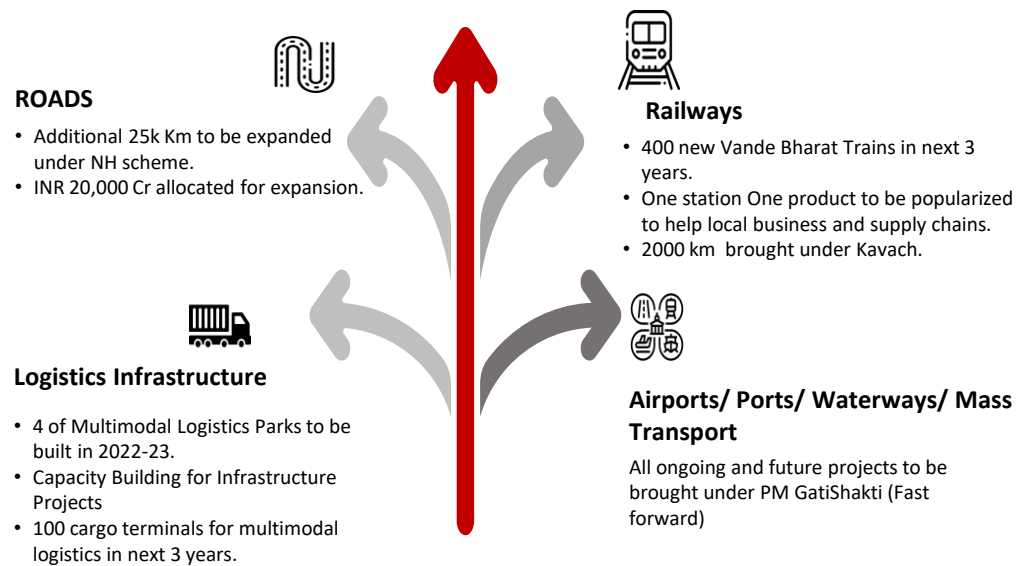 ROADS
• Additional 25k Km to be expanded
under NH scheme.
• INR 20,000 Cr allocated for expansion.
Railways
• 400 new Vande Bharat Trains in next 3
years.
• One station One product to be popularized
to help local business and supply chains.
• 2000 km brought under Kavach.
Logistics Infrastructure
• 4 of Multimodal Logistics Parks to be
built in 2022-23.
• Capacity Building for Infrastructure
Projects
• 100 cargo terminals for multimodal
logistics in next 3 years.
Airports/ Ports/ Waterways/ Mass
Transport
All ongoing and future projects to be
brought under PM GatiShakti (Fast
forward)